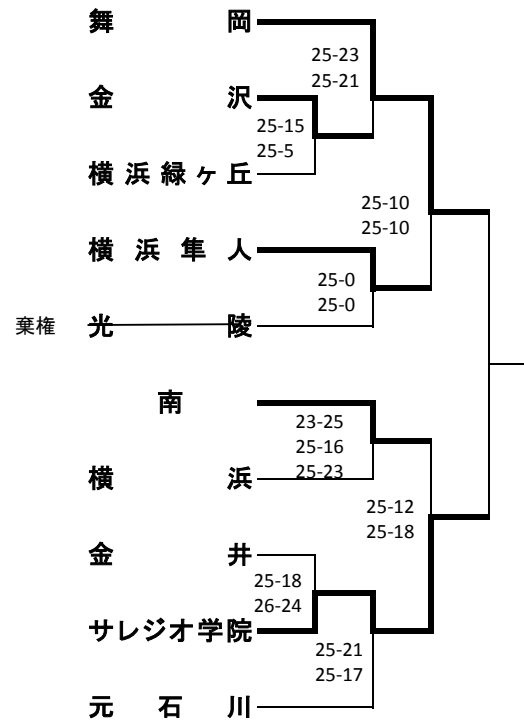 舞岡
25-23
25-21
金沢
25-15
25-5
横浜緑ヶ丘
25-10
25-10
横浜隼人
25-0
25-0
棄権 光陵
南
23-25
25-16
25-23
横浜
25-12
25-18
金井
25-18
26-24
サレジオ学院
25-21
25-17
元石川